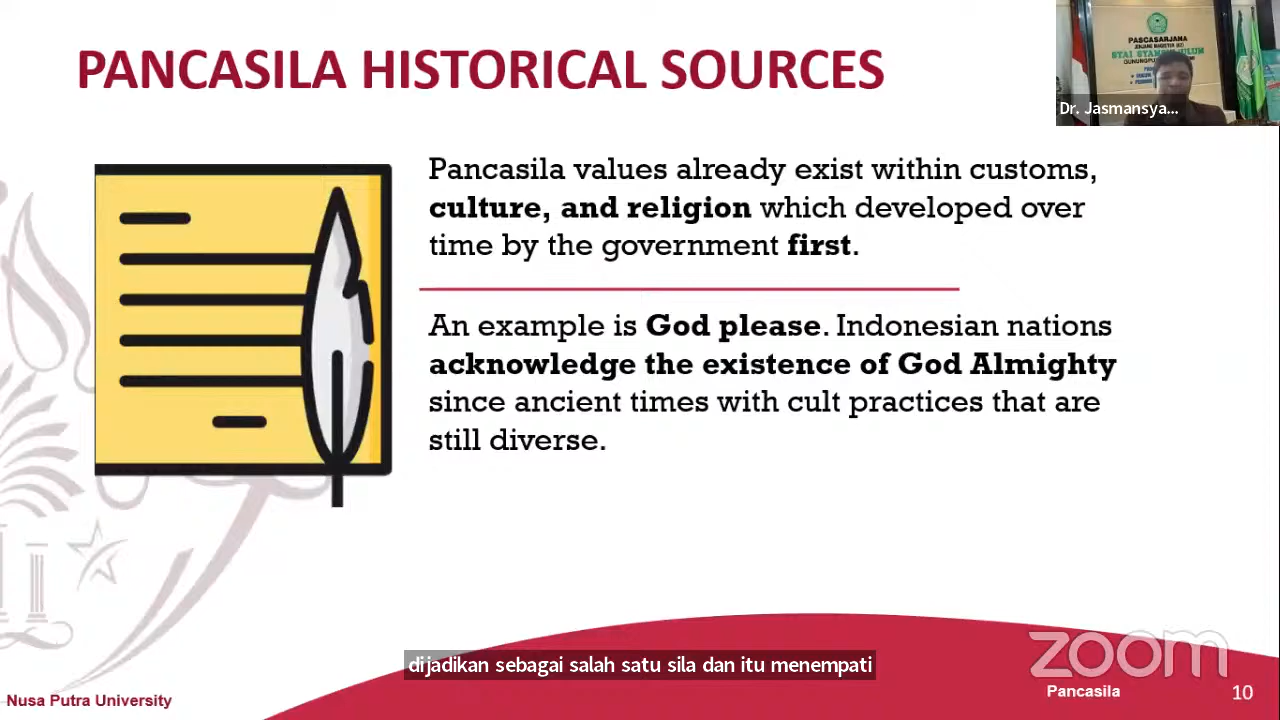 PANCASILA HISTORICAL SOURCES
PASCASARJANA
Dr. Jasmansya...
Pancasila values already exist within customs,
culture, and religion which developed over
time by the government first.
An example is God please. Indonesian nations
acknowledge the existence of God Almighty
since ancient times with cult practices that are
still diverse.
dijadikan sebagai salah satu sila dan itu menempati
zoom
Nusa Putra University
Pancasila
10